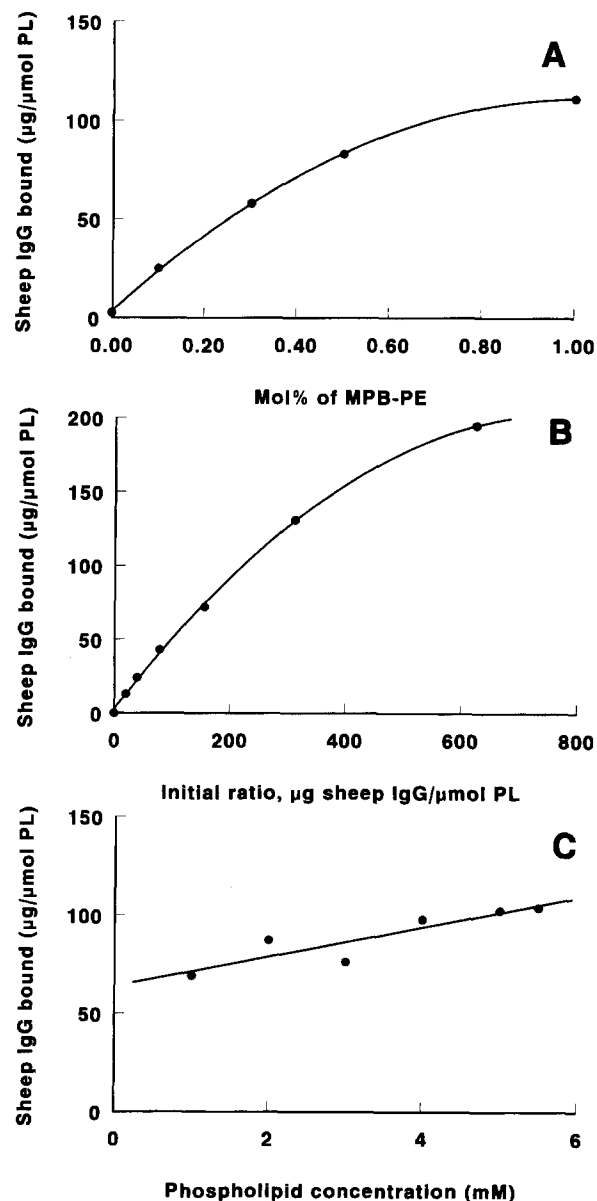 A
Sheep IgG bound (µg/µmol PL)
150
100
50
0
0.00 0.20 0.40 0.60 0.80 1.00
Mol% of MPB-PE
B
Sheep IgG bound (µg/µmol PL)
200
150
100
50
0
0 200 400 600 800
Initial ratio, µg sheep IgG/µmol PL
C
Sheep IgG bound (µg/µmol PL)
150
100
50
0
0 2 4 6
Phospholipid concentration (mM)